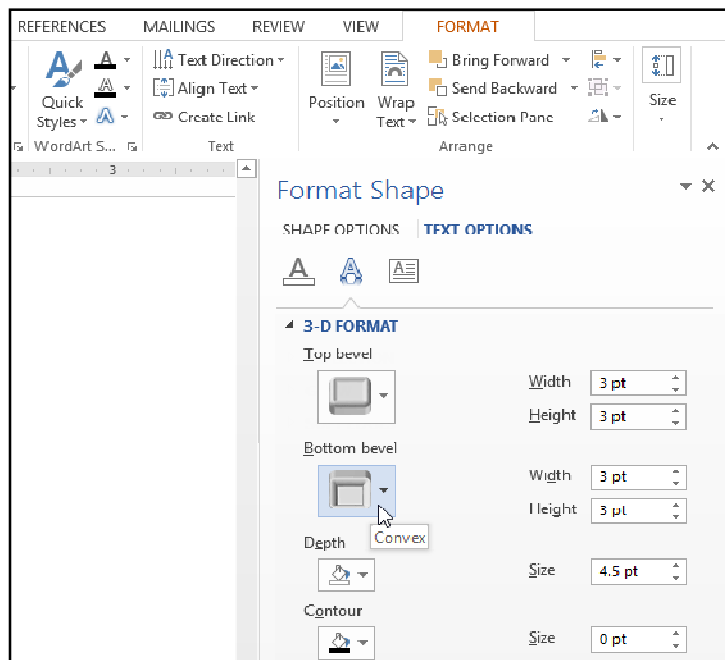 REFERENCES MAILINGS REVIEW VIEW FORMAT
A A Text Direction Bring Forward
A Align Text Send Backward
Quick Styles A Create Link Position Wrap Text Selection Pane Size
WordArt S... Text Arrange
3
Format Shape
SHAPE OPTIONS TEXT OPTIONS
A A A
3-D FORMAT
Top bevel
Width 3 pt
Height 3 pt
Bottom bevel
Width 3 pt
Height 3 pt
Convex
Depth
Size 4.5 pt
Contour
Size 0 pt